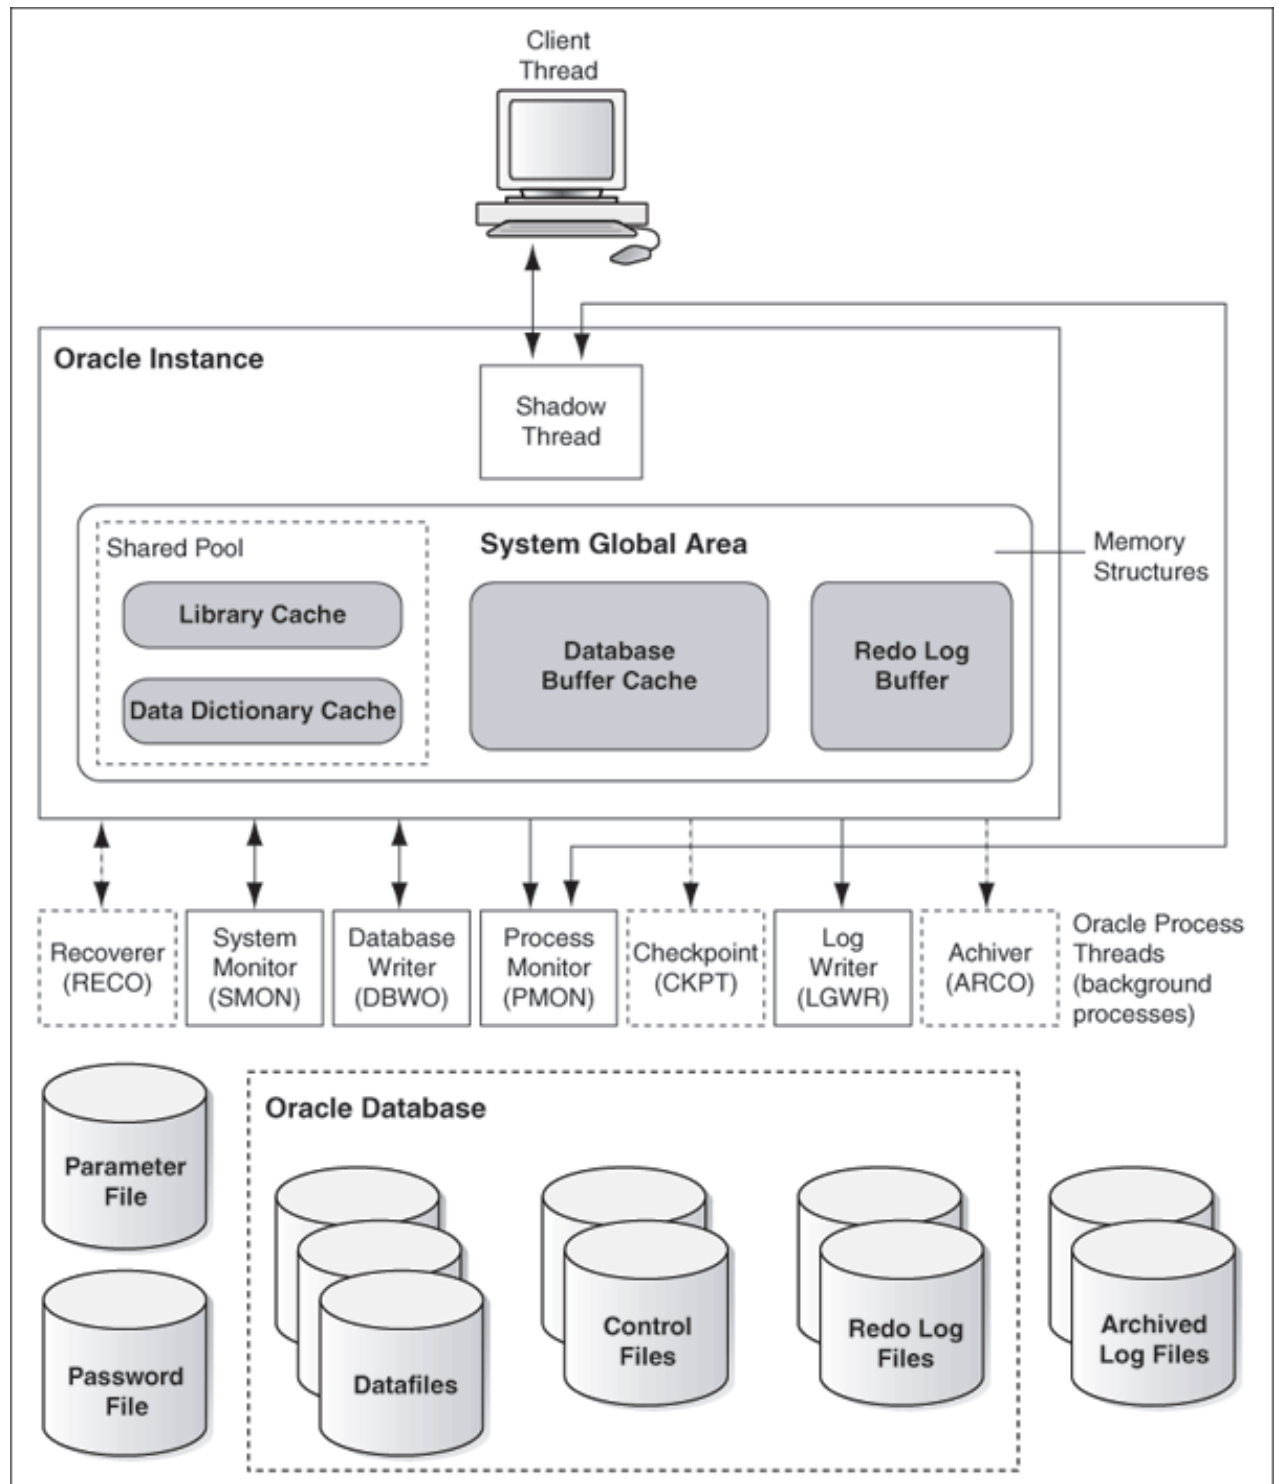 Client
Thread
Oracle Instance
Shadow
Thread
Shared Pool
System Global Area
Memory
Structures
Library Cache
Database
Buffer Cache
Redo Log
Buffer
Data Dictionary Cache
Recoverer
(RECO)
System
Monitor
(SMON)
Database
Writer
(DBWO)
Process
Monitor
(PMON)
Checkpoint
(CKPT)
Log
Writer
(LGWR)
Achiver
(ARCO)
Oracle Process
Threads
(background
processes)
Parameter
File
Oracle Database
Password
File
Datafiles
Control
Files
Redo Log
Files
Archived
Log Files